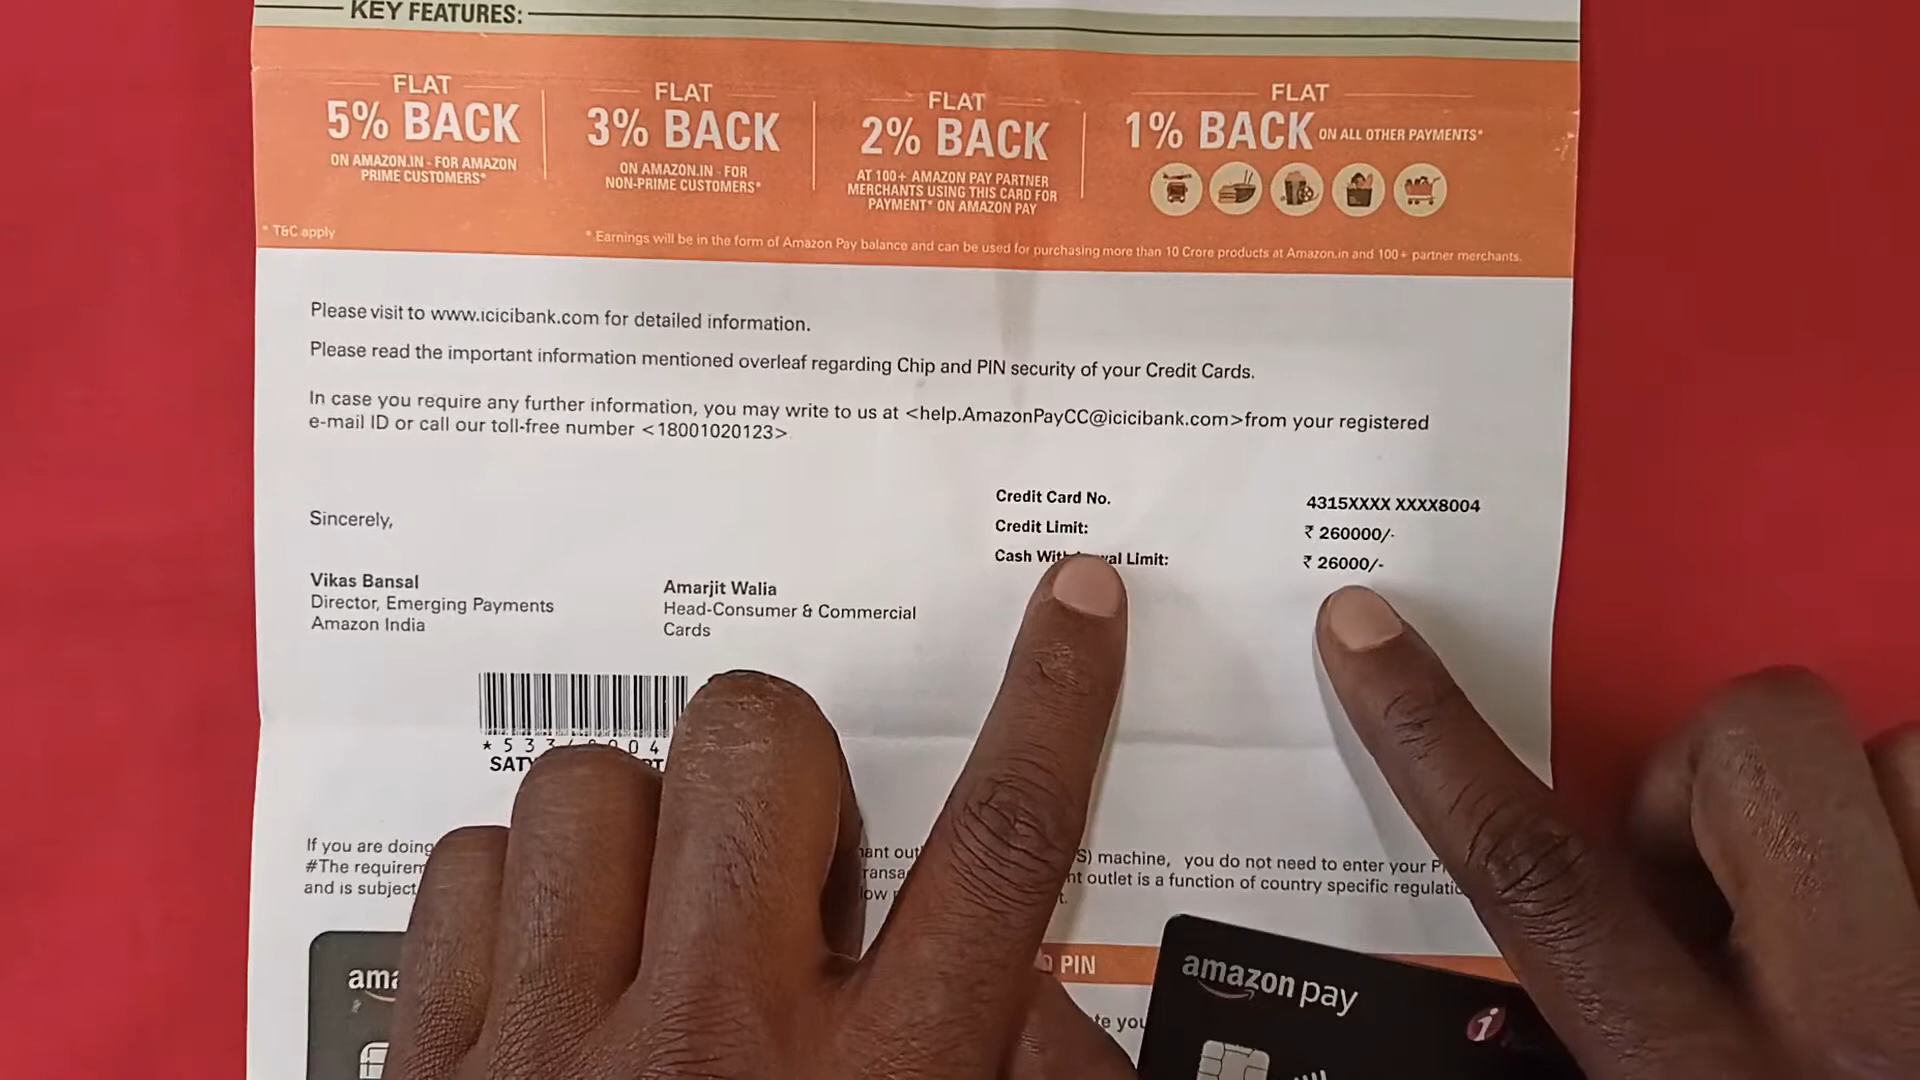 KEY FEATURES:
FLAT
5% BACK
ON AMAZON.IN - FOR AMAZON
PRIME CUSTOMERS*
FLAT
3% BACK
ON AMAZON.IN - FOR
NON-PRIME CUSTOMERS*
FLAT
2% BACK
AT 100+ AMAZON PAY PARTNER
MERCHANTS USING THIS CARD FOR
PAYMENT* ON AMAZON PAY
FLAT
1% BACK ON ALL OTHER PAYMENTS*
* T&C apply
* Earnings will be in the form of Amazon Pay balance and can be used for purchasing more than 10 Crore products at Amazon.in and 100+ partner merchants.
Please visit to www.icicibank.com for detailed information.
Please read the important information mentioned overleaf regarding Chip and PIN security of your Credit Cards.
In case you require any further information, you may write to us at <help.AmazonPayCC@icicibank.com>from your registered
e-mail ID or call our toll-free number <18001020123>
Credit Card No. 4315XXXX XXXX8004
Credit Limit: ₹ 260000/-
Cash Limit: ₹ 26000/-
Sincerely,
Vikas Bansal
Director, Emerging Payments
Amazon India
Amarjit Walia
Head-Consumer & Commercial
Cards
If you are doing machine, you do not need to enter your
#The outlet is a function of country specific
and is subject
PIN
amazon pay